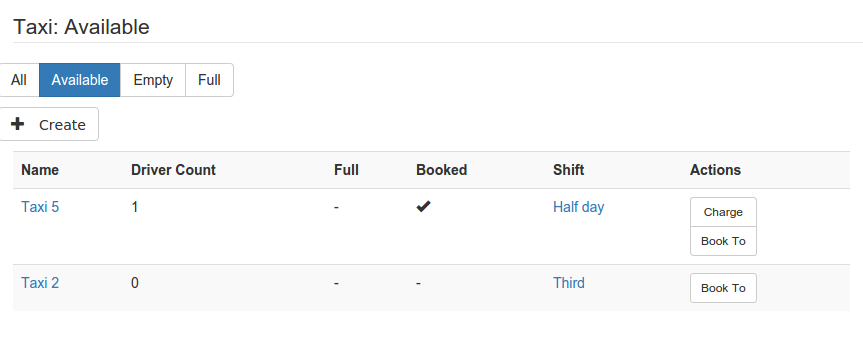 Taxi: Available
All Available Empty Full
Create
Name Driver Count Full Booked Shift Actions
Taxi 5 1 - Half day Charge
Book To
Taxi 2 0 - - Third Book To